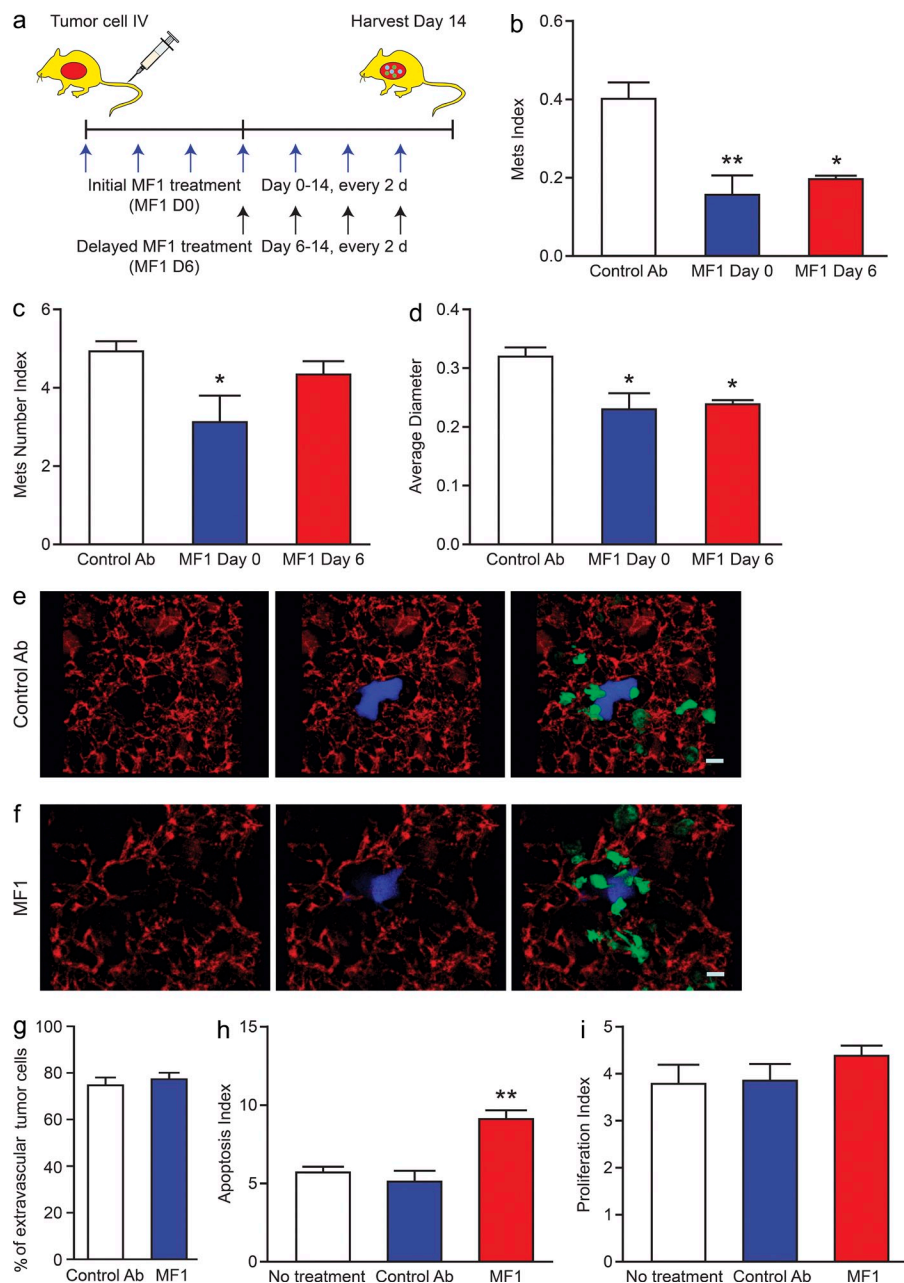 a
Tumor cell IV
Harvest Day 14
Initial MF1 treatment
(MF1 D0)
Day 0-14, every 2 d
Delayed MF1 treatment
(MF1 D6)
Day 6-14, every 2 d
b
Mets Index
0.6
0.4
0.2
0.0
**
*
Control Ab
MF1 Day 0
MF1 Day 6
c
Mets Number Index
6
4
2
0
*
Control Ab
MF1 Day 0
MF1 Day 6
d
Average Diameter
0.4
0.3
0.2
0.1
0.0
*
*
Control Ab
MF1 Day 0
MF1 Day 6
e
Control Ab
f
MF1
g
% of extravascular tumor cells
100
80
60
40
20
0
Control Ab
MF1
h
Apoptosis Index
15
10
5
0
**
No treatment
Control Ab
MF1
i
Proliferation Index
5
4
3
2
1
0
No treatment
Control Ab
MF1